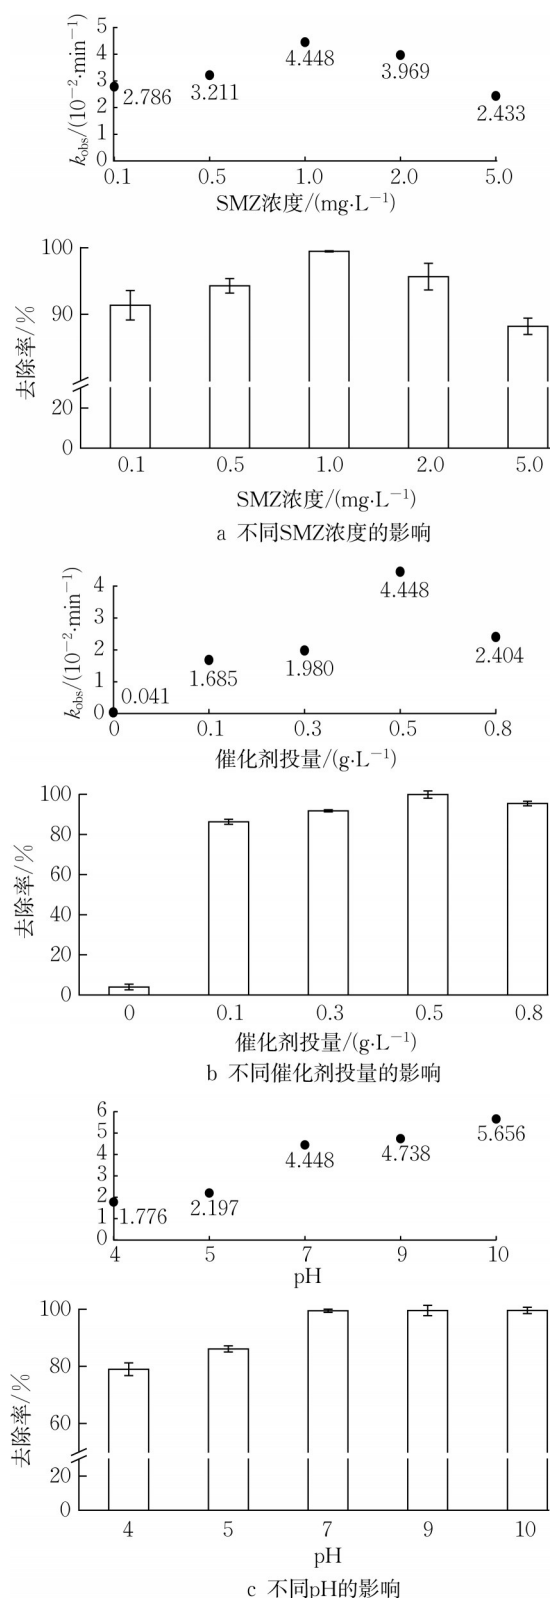 5
4
3
2
1
0
k_obs/(10⁻²·min⁻¹)
2.786
3.211
4.448
3.969
2.433
0.1 0.5 1.0 2.0 5.0
SMZ浓度/(mg·L⁻¹)
100
90
20
0
去除率/%
0.1 0.5 1.0 2.0 5.0
SMZ浓度/(mg·L⁻¹)
a 不同SMZ浓度的影响
4
3
2
1
0
k_obs/(10⁻²·min⁻¹)
0.041
1.685
1.980
4.448
2.404
0 0.1 0.3 0.5 0.8
催化剂投量/(g·L⁻¹)
100
80
60
40
20
0
去除率/%
0 0.1 0.3 0.5 0.8
催化剂投量/(g·L⁻¹)
b 不同催化剂投量的影响
6
5
4
3
2
1
0
k_obs/(10⁻²·min⁻¹)
1.776
2.197
4.448
4.738
5.656
4 5 7 9 10
pH
100
80
60
20
0
去除率/%
4 5 7 9 10
pH
c 不同pH的影响